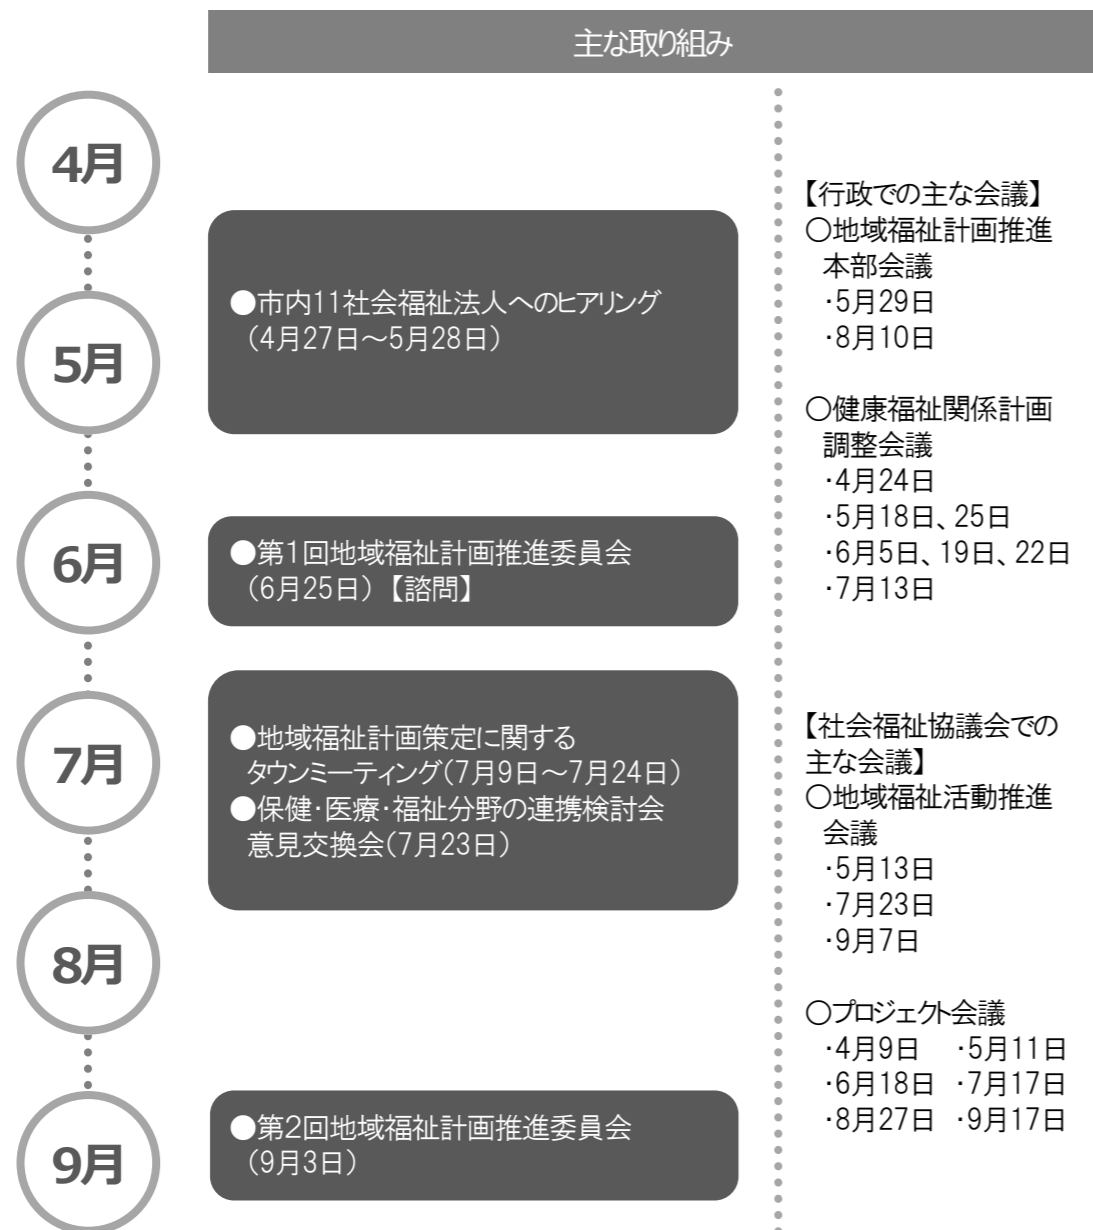 主な取り組み
4月
5月
6月
7月
8月
9月
●市内11社会福祉法人へのヒアリング
（4月27日～5月28日）
●第1回地域福祉計画推進委員会
（6月25日）【諮問】
●地域福祉計画策定に関する
タウンミーティング（7月9日～7月24日）
●保健・医療・福祉分野の連携検討会
意見交換会（7月23日）
●第2回地域福祉計画推進委員会
（9月3日）
【行政での主な会議】
○地域福祉計画推進
本部会議
・5月29日
・8月10日
○健康福祉関係計画
調整会議
・4月24日
・5月18日、25日
・6月5日、19日、22日
・7月13日
【社会福祉協議会での
主な会議】
○地域福祉活動推進
会議
・5月13日
・7月23日
・9月7日
○プロジェクト会議
・4月9日 ・5月11日
・6月18日 ・7月17日
・8月27日 ・9月17日